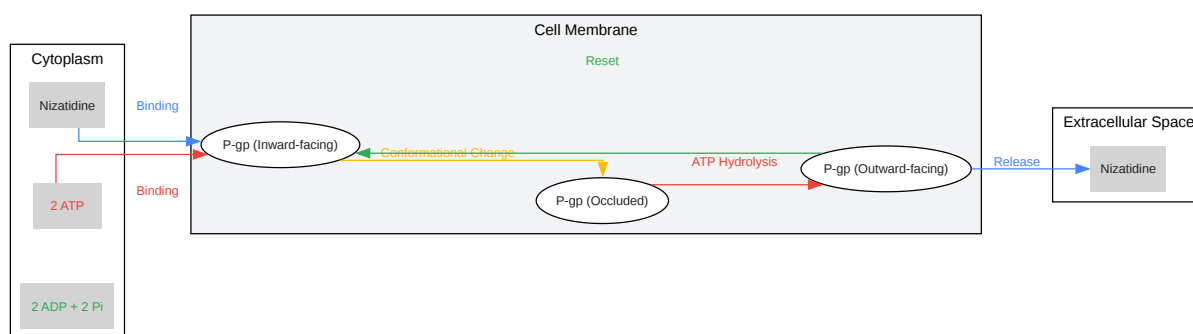 Cell Membrane
Cytoplasm
Reset
Nizatidine
Binding
Extracellular Space
P-gp (Inward-facing)
Conformational Change
ATP Hydrolysis
P-gp (Outward-facing)
Release
Nizatidine
Binding
2 ATP
P-gp (Occluded)
2 ADP + 2 Pi